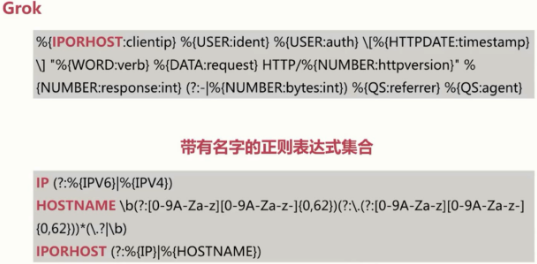 Grok
%{IPORHOST:clientip} %{USER:ident} %{USER:auth} \[%{HTTPDATE:timestamp}
\] "%{WORD:verb} %{DATA:request} HTTP/%{NUMBER:httpversion}" %
{NUMBER:response:int} (?:-|%{NUMBER:bytes:int}) %{QS:referrer} %{QS:agent}
带有名字的正则表达式集合
IP (?:%{IPV6}|%{IPV4})
HOSTNAME \b(?:[0-9A-Za-z][0-9A-Za-z-]{0,62})(?:\.(?:[0-9A-Za-z][0-9A-Za-z-]
{0,62}))*(\.?|\b)
IPORHOST (?:%{IP}|%{HOSTNAME})